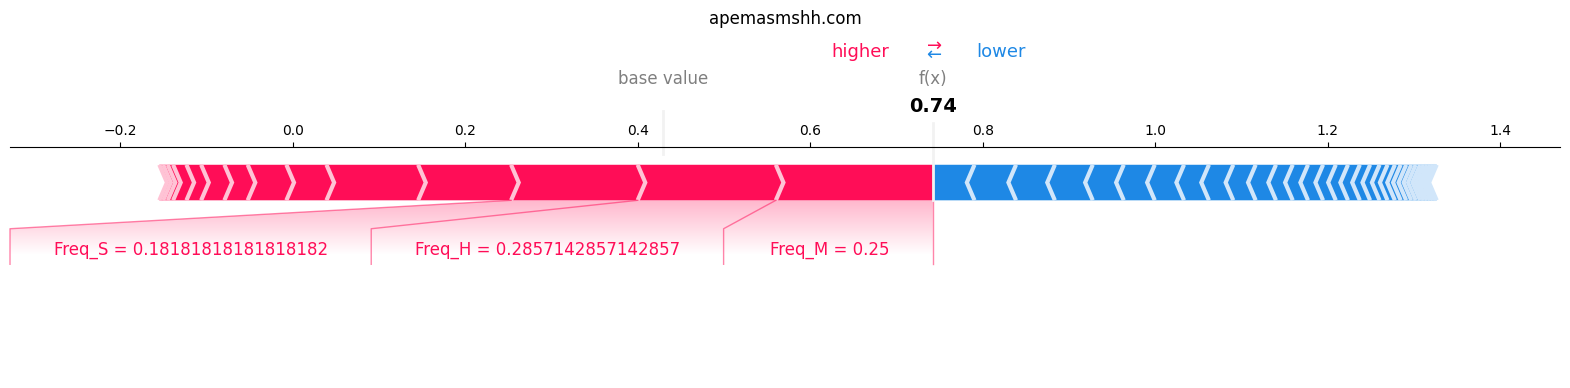 apemasmshh.com
higher ⇄ lower
base value f(x)
0.74
−0.2 0.0 0.2 0.4 0.6 0.8 1.0 1.2 1.4
Freq_S = 0.18181818181818182 Freq_H = 0.2857142857142857 Freq_M = 0.25